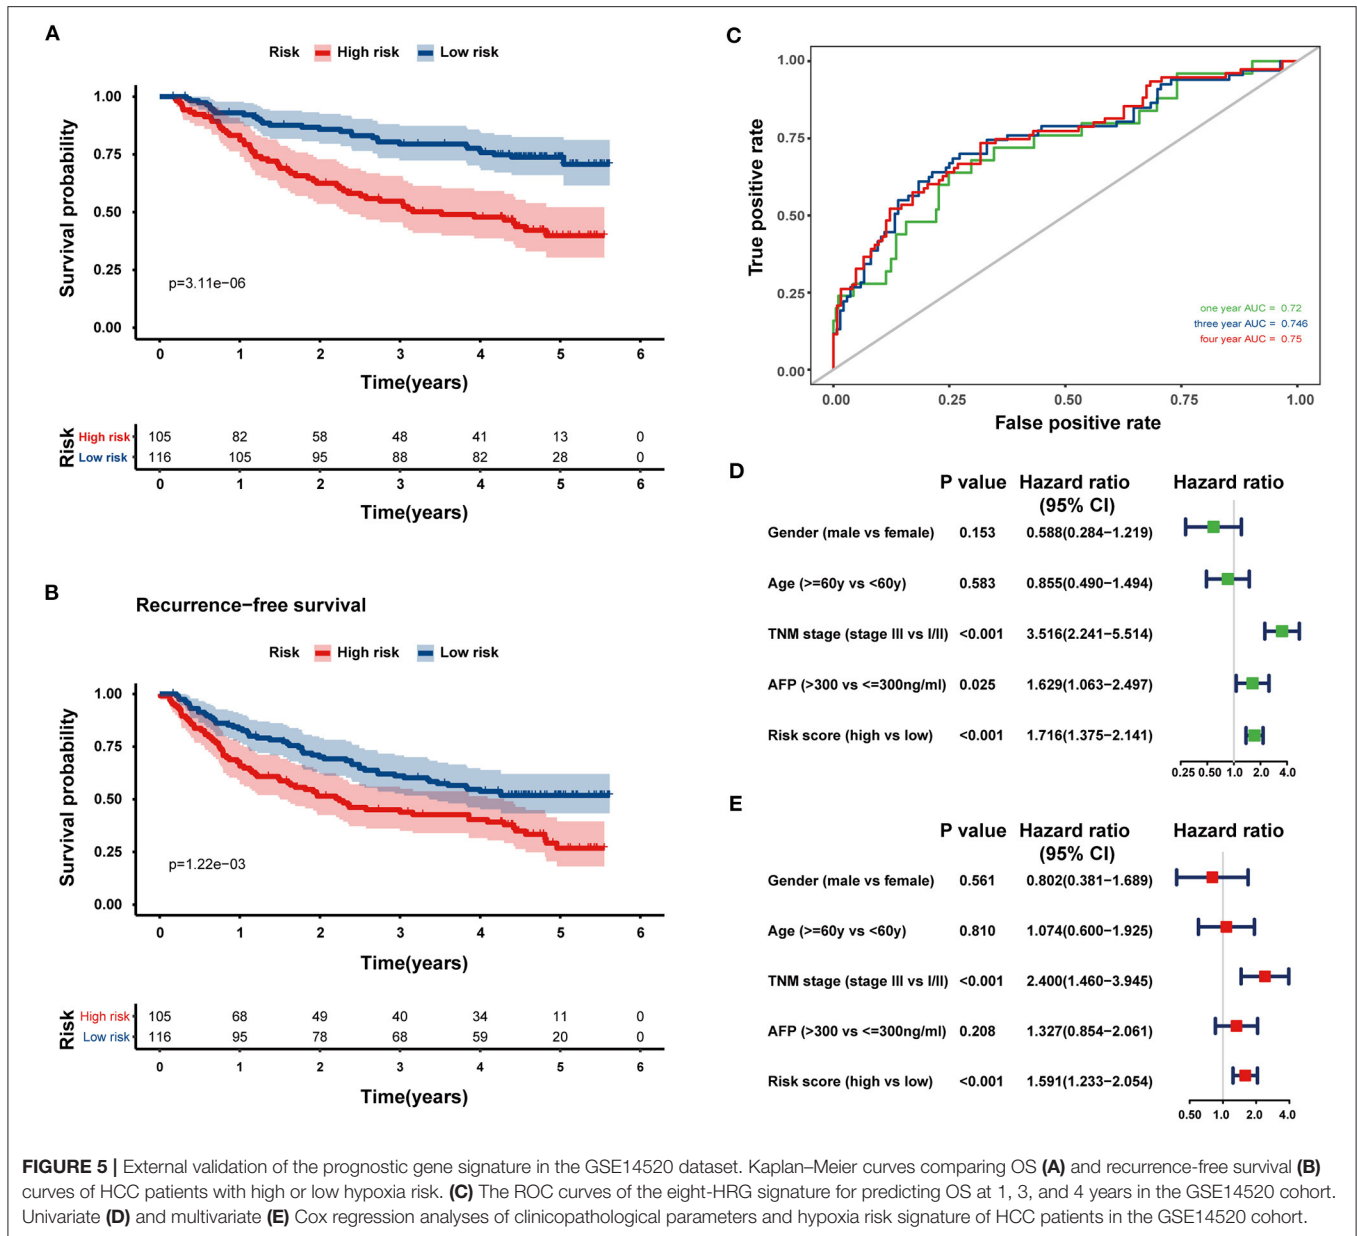 A
Risk High risk Low risk
Survival probability
1.00
0.75
0.50
0.25
0.00
p=3.11e−06
0 1 2 3 4 5 6
Time(years)
Risk
High risk 105 82 58 48 41 13 0
Low risk 116 105 95 88 82 28 0
0 1 2 3 4 5 6
Time(years)
B
Recurrence−free survival
Risk High risk Low risk
Survival probability
1.00
0.75
0.50
0.25
0.00
p=1.22e−03
0 1 2 3 4 5 6
Time(years)
Risk
High risk 105 68 49 40 34 11 0
Low risk 116 95 78 68 59 20 0
0 1 2 3 4 5 6
Time(years)
C
True positive rate
1.00
0.75
0.50
0.25
0.00
one year AUC = 0.72
three year AUC = 0.746
four year AUC = 0.75
0.00 0.25 0.50 0.75 1.00
False positive rate
D
P value Hazard ratio Hazard ratio
(95% CI)
Gender (male vs female) 0.153 0.588(0.284−1.219)
Age (>=60y vs <60y) 0.583 0.855(0.490−1.494)
TNM stage (stage III vs I/II) <0.001 3.516(2.241−5.514)
AFP (>300 vs <=300ng/ml) 0.025 1.629(1.063−2.497)
Risk score (high vs low) <0.001 1.716(1.375−2.141)
0.25 0.50 1.0 2.0 4.0
E
P value Hazard ratio Hazard ratio
(95% CI)
Gender (male vs female) 0.561 0.802(0.381−1.689)
Age (>=60y vs <60y) 0.810 1.074(0.600−1.925)
TNM stage (stage III vs I/II) <0.001 2.400(1.460−3.945)
AFP (>300 vs <=300ng/ml) 0.208 1.327(0.854−2.061)
Risk score (high vs low) <0.001 1.591(1.233−2.054)
0.50 1.0 2.0 4.0
FIGURE 5 | External validation of the prognostic gene signature in the GSE14520 dataset. Kaplan–Meier curves comparing OS (A) and recurrence-free survival (B)
curves of HCC patients with high or low hypoxia risk. (C) The ROC curves of the eight-HRG signature for predicting OS at 1, 3, and 4 years in the GSE14520 cohort.
Univariate (D) and multivariate (E) Cox regression analyses of clinicopathological parameters and hypoxia risk signature of HCC patients in the GSE14520 cohort.